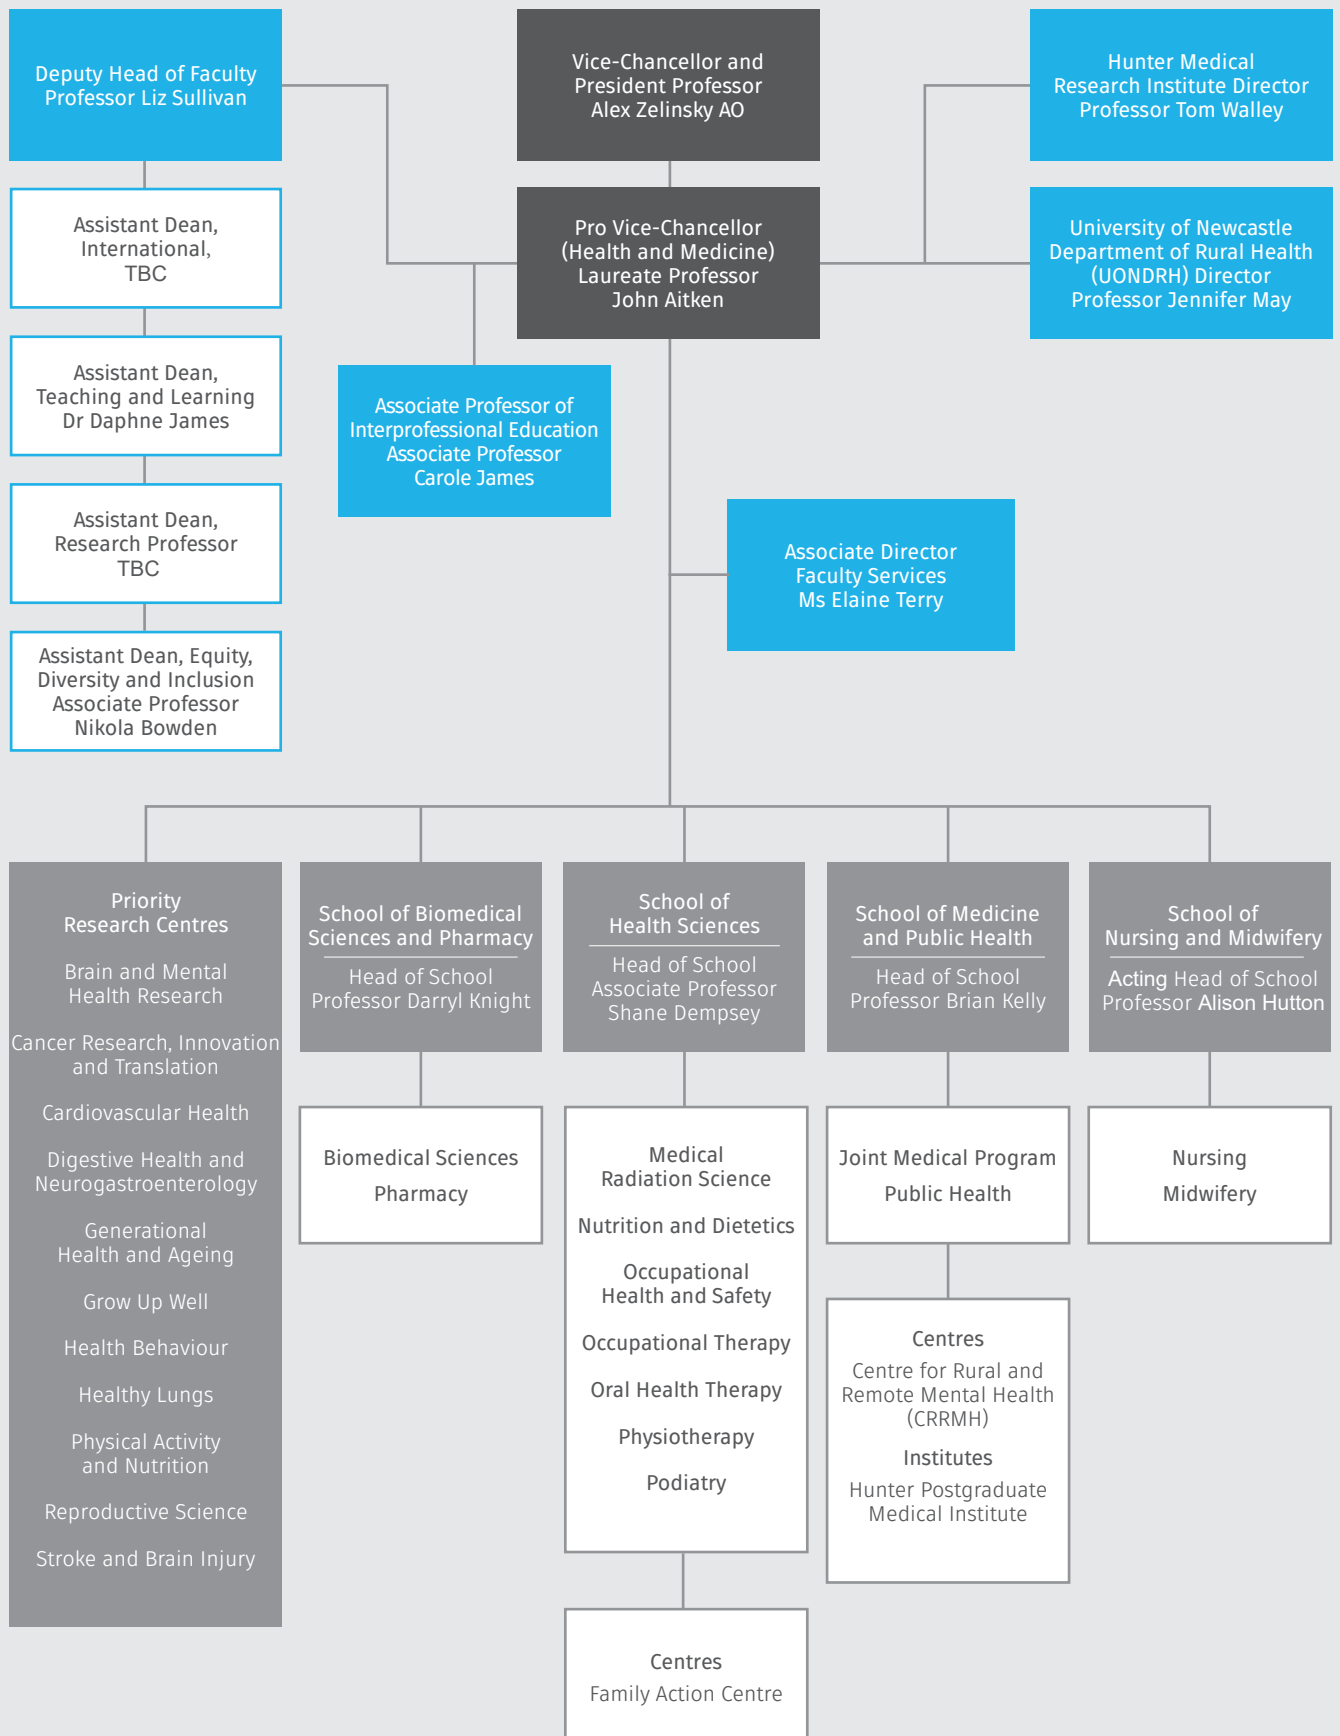 Deputy Head of Faculty
Professor Liz Sullivan
Vice-Chancellor and
President Professor
Alex Zelinsky AO
Hunter Medical
Research Institute Director
Professor Tom Walley
Assistant Dean,
International,
TBC
Pro Vice-Chancellor
(Health and Medicine)
Laureate Professor
John Aitken
University of Newcastle
Department of Rural Health
(UONDRH) Director
Professor Jennifer May
Assistant Dean,
Teaching and Learning
Dr Daphne James
Associate Professor of
Interprofessional Education
Associate Professor
Carole James
Assistant Dean,
Research Professor
TBC
Associate Director
Faculty Services
Ms Elaine Terry
Assistant Dean, Equity,
Diversity and Inclusion
Associate Professor
Nikola Bowden
Priority
Research Centres
Brain and Mental
Health Research
Cancer Research, Innovation
and Translation
Cardiovascular Health
Digestive Health and
Neurogastroenterology
Generational
Health and Ageing
Grow Up Well
Health Behaviour
Healthy Lungs
Physical Activity
and Nutrition
Reproductive Science
Stroke and Brain Injury
School of Biomedical
Sciences and Pharmacy
Head of School
Professor Darryl Knight
Biomedical Sciences
Pharmacy
School of
Health Sciences
Head of School
Associate Professor
Shane Dempsey
Medical
Radiation Science
Nutrition and Dietetics
Occupational
Health and Safety
Occupational Therapy
Oral Health Therapy
Physiotherapy
Podiatry
Centres
Family Action Centre
School of Medicine
and Public Health
Head of School
Professor Brian Kelly
Joint Medical Program
Public Health
Centres
Centre for Rural and
Remote Mental Health
(CRRMH)
Institutes
Hunter Postgraduate
Medical Institute
School of
Nursing and Midwifery
Acting Head of School
Professor Alison Hutton
Nursing
Midwifery